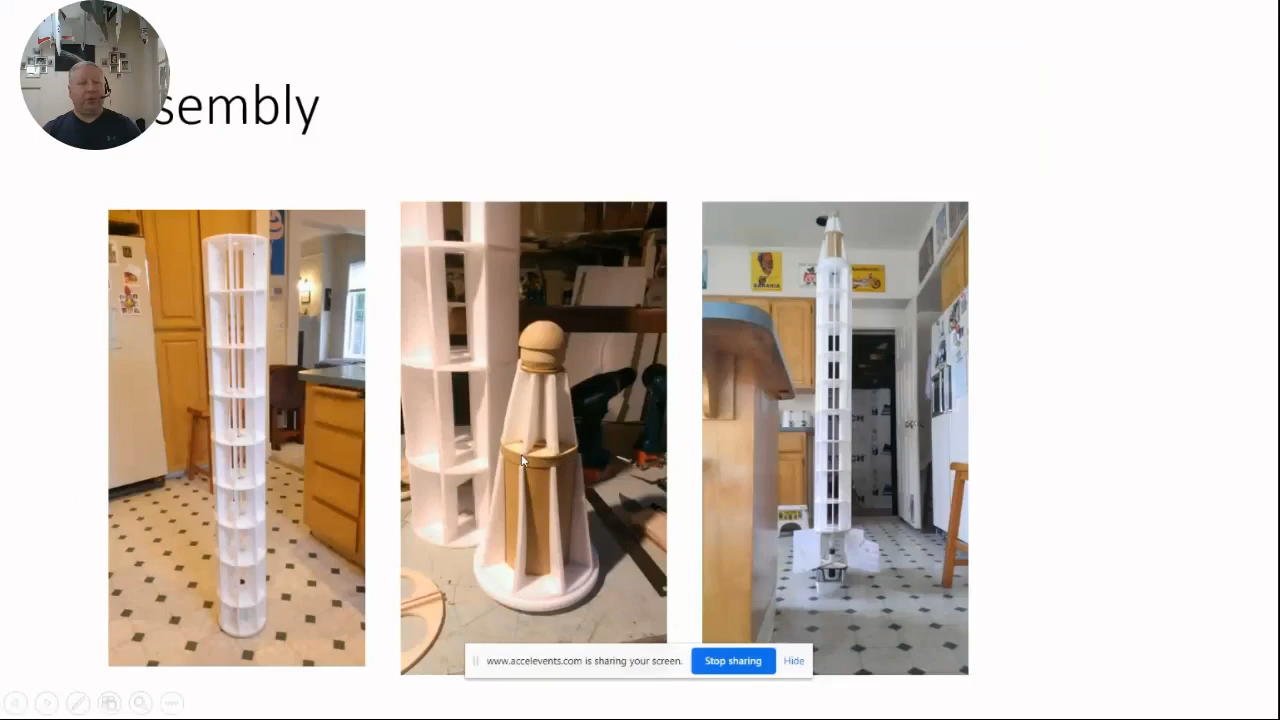 sembly
www.accelevents.com is sharing your screen.
Stop sharing
Hide